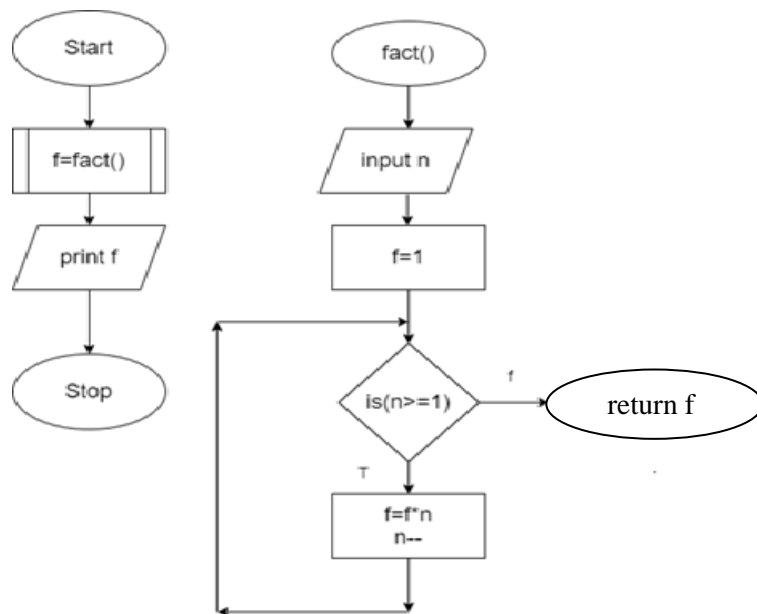 Start
f=fact()
print f
Stop
fact()
input n
f=1
is(n>=1)
f
return f
T
f=f*n
n--